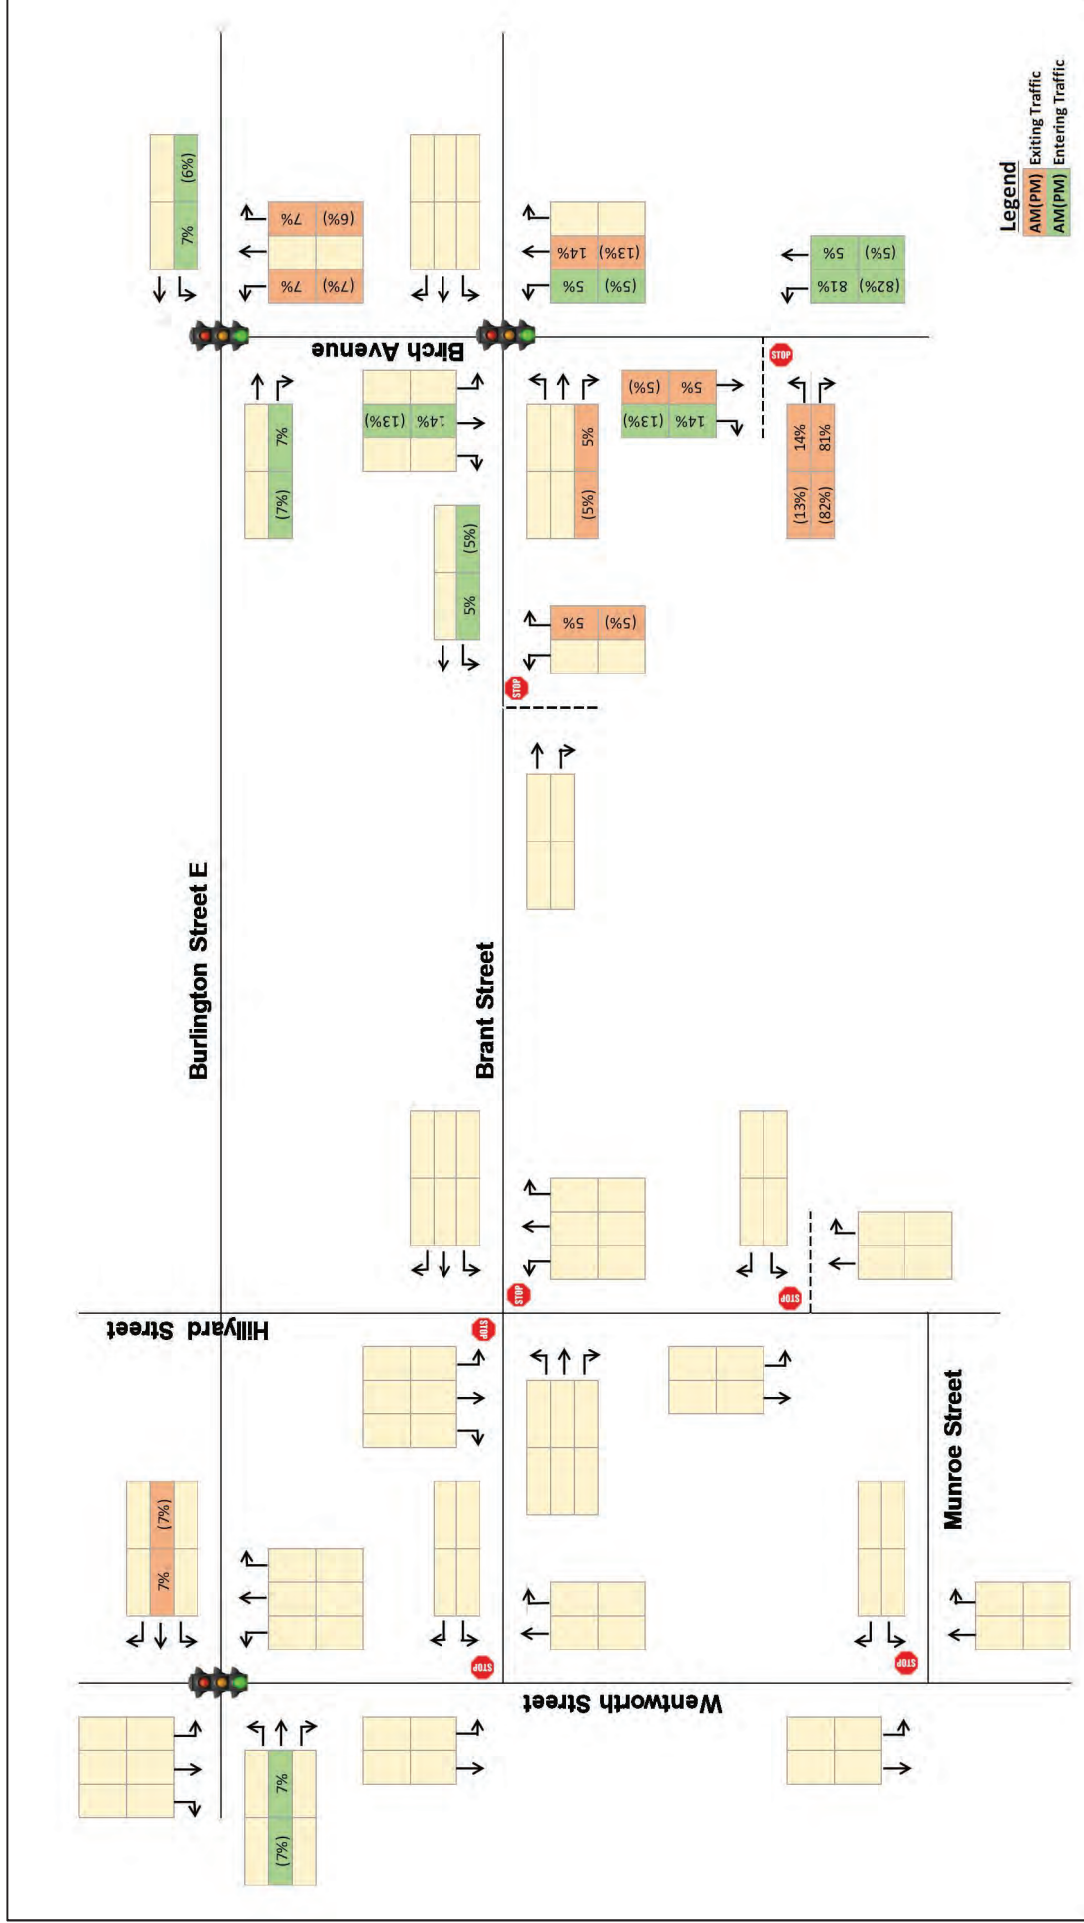 Burlington Street E
Brant Street
Munroe Street
Birch Avenue
Hillyard Street
Wentworth Street
7% (6%)
7% 7%
(7%) (6%)
(7%) 7%
(13%)
14%
5% 14%
(5%) (13%)
5% (5%)
(5%) 5%
5%
(5%)
(13%) (5%)
14% 5%
81% 5%
(82%) (5%)
(13%) 14%
(82%) 81%
7% (7%)
(7%) 7%
STOP
STOP
STOP
STOP
STOP
STOP
STOP
Legend
AM(PM) Exiting Traffic
AM(PM) Entering Traffic